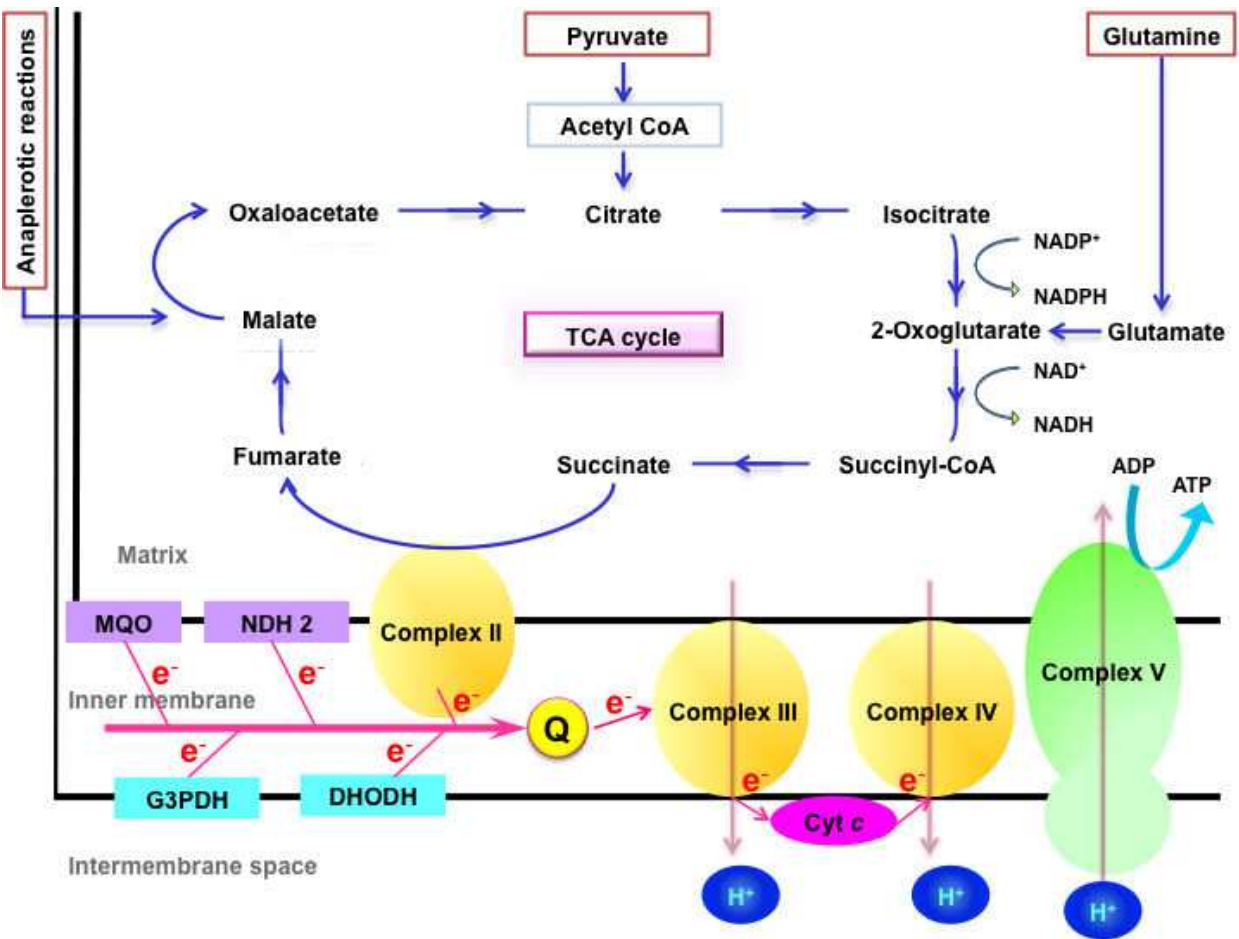 Anaplerotic reactions
Pyruvate
Glutamine
Acetyl CoA
Oxaloacetate
Citrate
Isocitrate
NADP⁺
NADPH
Malate
TCA cycle
2-Oxoglutarate
Glutamate
NAD⁺
NADH
Fumarate
Succinate
Succinyl-CoA
ADP
ATP
Matrix
MQO
NDH 2
Complex II
e⁻
e⁻
e⁻
e⁻
Inner membrane
Q
Complex III
Complex IV
Complex V
e⁻
e⁻
e⁻
e⁻
G3PDH
DHODH
Cyt c
Intermembrane space
H⁺
H⁺
H⁺